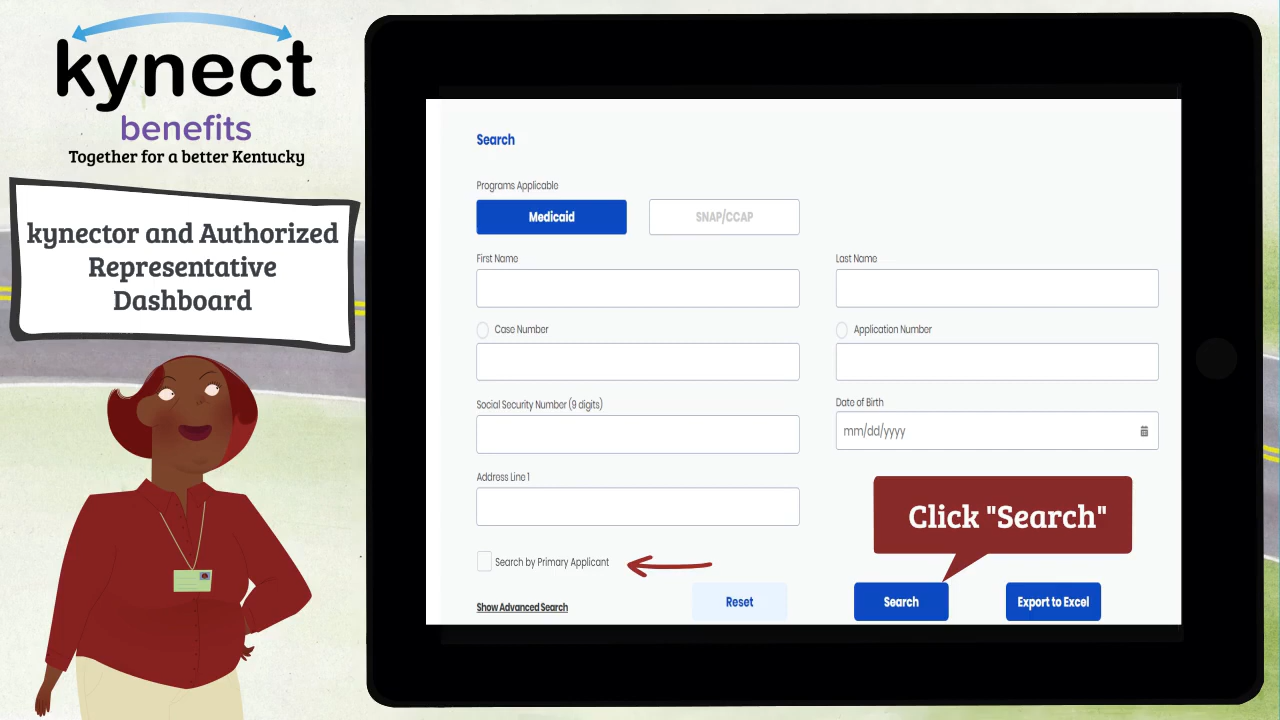 kynect
benefits
Together for a better Kentucky
kynector and Authorized
Representative
Dashboard
Search
Programs Applicable
Medicaid
SNAP/CCAP
First Name
Last Name
Case Number
Application Number
Social Security Number (9 digits)
Date of Birth
mm/dd/yyyy
Address Line 1
Click "Search"
Search by Primary Applicant
Show Advanced Search
Reset
Search
Export to Excel